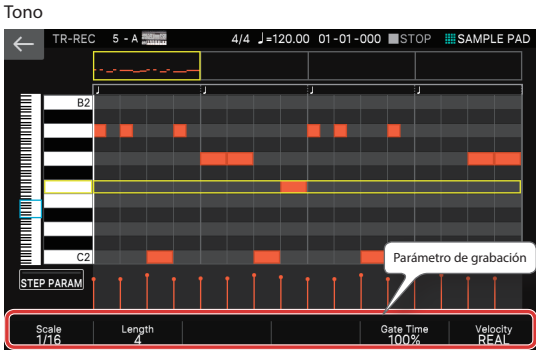 Tono
TR-REC 5 - A 4/4 ♩=120.00 01-01-000 STOP SAMPLE PAD
B2
C2
Parámetro de grabación
STEP PARAM
Scale Length Gate Time Velocity
1/16 4 100% REAL